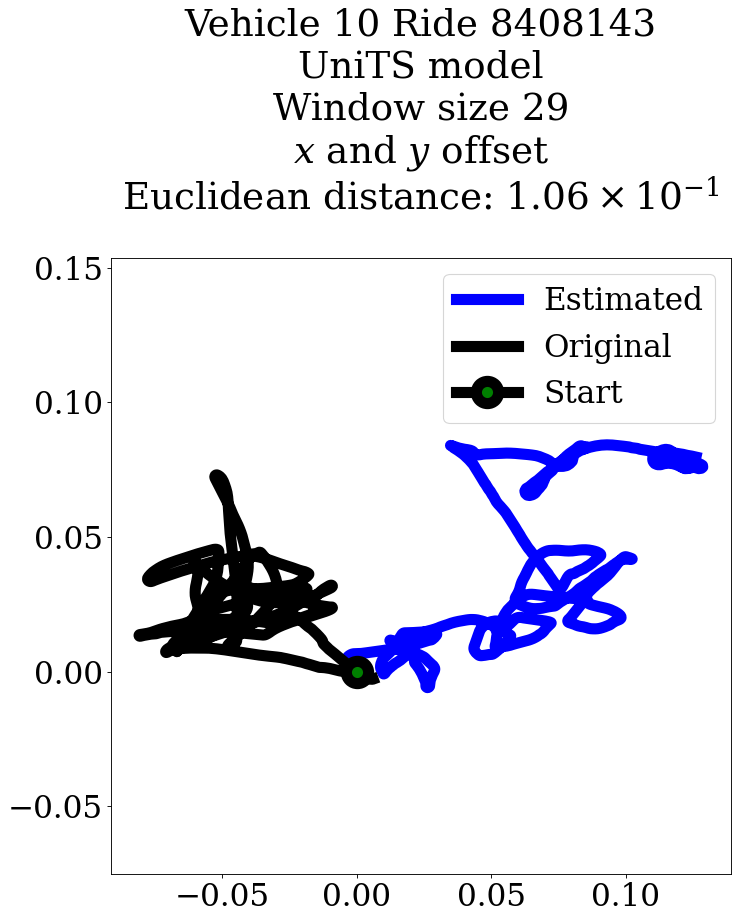 Vehicle 10 Ride 8408143
UniTS model
Window size 29
x and y offset
Euclidean distance: 1.06 × 10⁻¹
0.15
0.10
0.05
0.00
−0.05
Estimated
Original
Start
−0.05 0.00 0.05 0.10